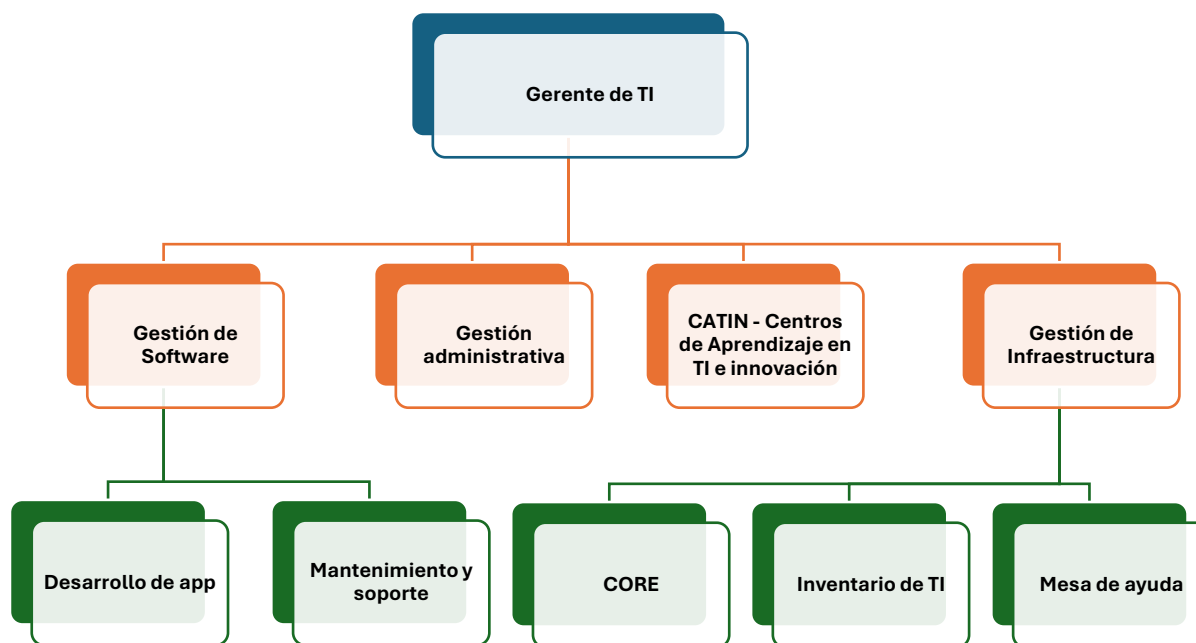 Gerente de TI
Gestión de
Software
Gestión
administrativa
CATIN - Centros
de Aprendizaje en
TI e innovación
Gestión de
Infraestructura
Desarrollo de app
Mantenimiento y
soporte
CORE
Inventario de TI
Mesa de ayuda